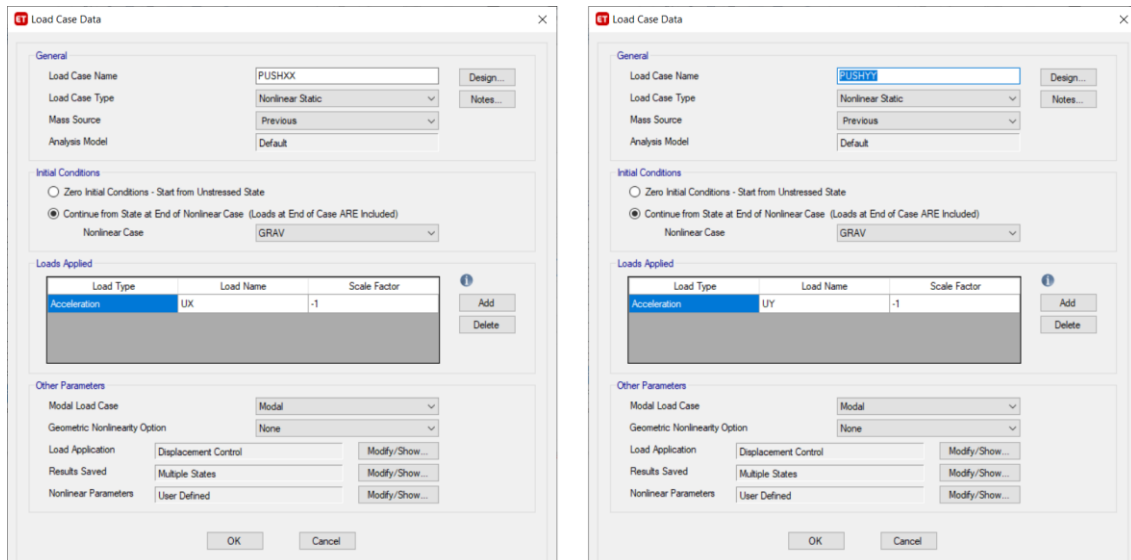 ET Load Case Data
General
Load Case Name PUSHXX Design...
Load Case Type Nonlinear Static Notes...
Mass Source Previous
Analysis Model Default
Initial Conditions
Zero Initial Conditions - Start from Unstressed State
Continue from State at End of Nonlinear Case (Loads at End of Case ARE Included)
Nonlinear Case GRAV
Loads Applied
Load Type Load Name Scale Factor
Acceleration UX -1 Add
Delete
Other Parameters
Modal Load Case Modal
Geometric Nonlinearity Option None
Load Application Displacement Control Modify/Show...
Results Saved Multiple States Modify/Show...
Nonlinear Parameters User Defined Modify/Show...
OK Cancel
ET Load Case Data
General
Load Case Name PUSHYY Design...
Load Case Type Nonlinear Static Notes...
Mass Source Previous
Analysis Model Default
Initial Conditions
Zero Initial Conditions - Start from Unstressed State
Continue from State at End of Nonlinear Case (Loads at End of Case ARE Included)
Nonlinear Case GRAV
Loads Applied
Load Type Load Name Scale Factor
Acceleration UY -1 Add
Delete
Other Parameters
Modal Load Case Modal
Geometric Nonlinearity Option None
Load Application Displacement Control Modify/Show...
Results Saved Multiple States Modify/Show...
Nonlinear Parameters User Defined Modify/Show...
OK Cancel